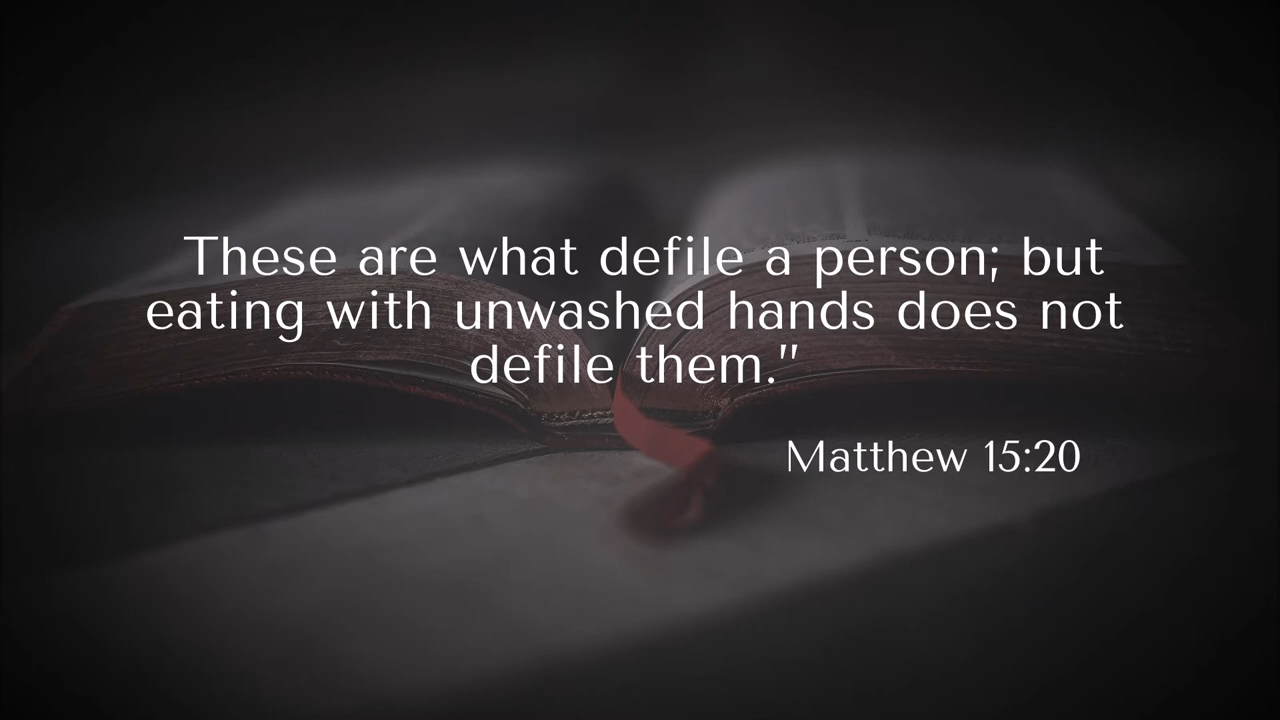 These are what defile a person; but
eating with unwashed hands does not
defile them.”
Matthew 15:20